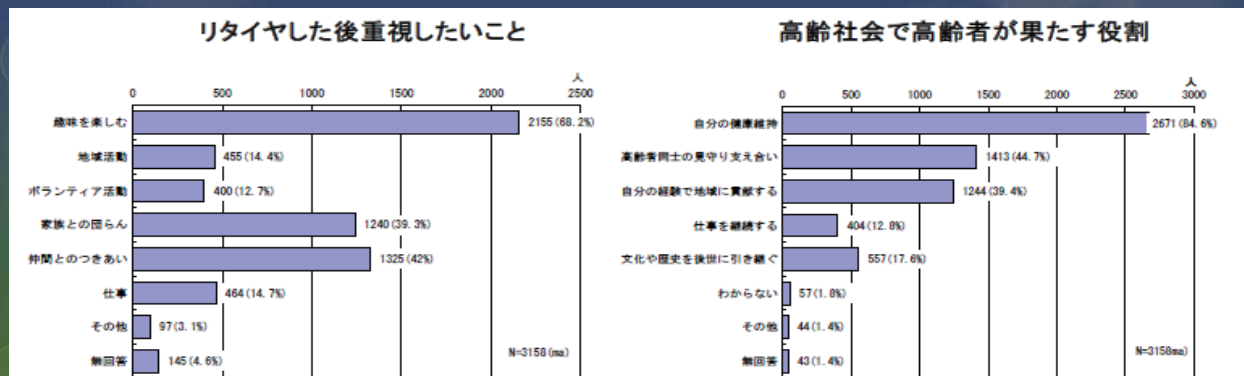 リタイヤした後重視したいこと
人
0 500 1000 1500 2000 2500
趣味を楽しむ 2155(68.2%)
地域活動 455(14.4%)
ボランティア活動 400(12.7%)
家族との団らん 1240(39.3%)
仲間とのつきあい 1325(42%)
仕事 464(14.7%)
その他 97(3.1%)
無回答 145(4.6%)
N=3158(ma)
高齢社会で高齢者が果たす役割
人
0 500 1000 1500 2000 2500 3000
自分の健康維持 2671(84.6%)
高齢者同士の見守り支え合い 1413(44.7%)
自分の経験で地域に貢献する 1244(39.4%)
仕事を継続する 404(12.8%)
文化や歴史を後世に引き継ぐ 557(17.6%)
わからない 57(1.8%)
その他 44(1.4%)
無回答 43(1.4%)
N=3158ma)